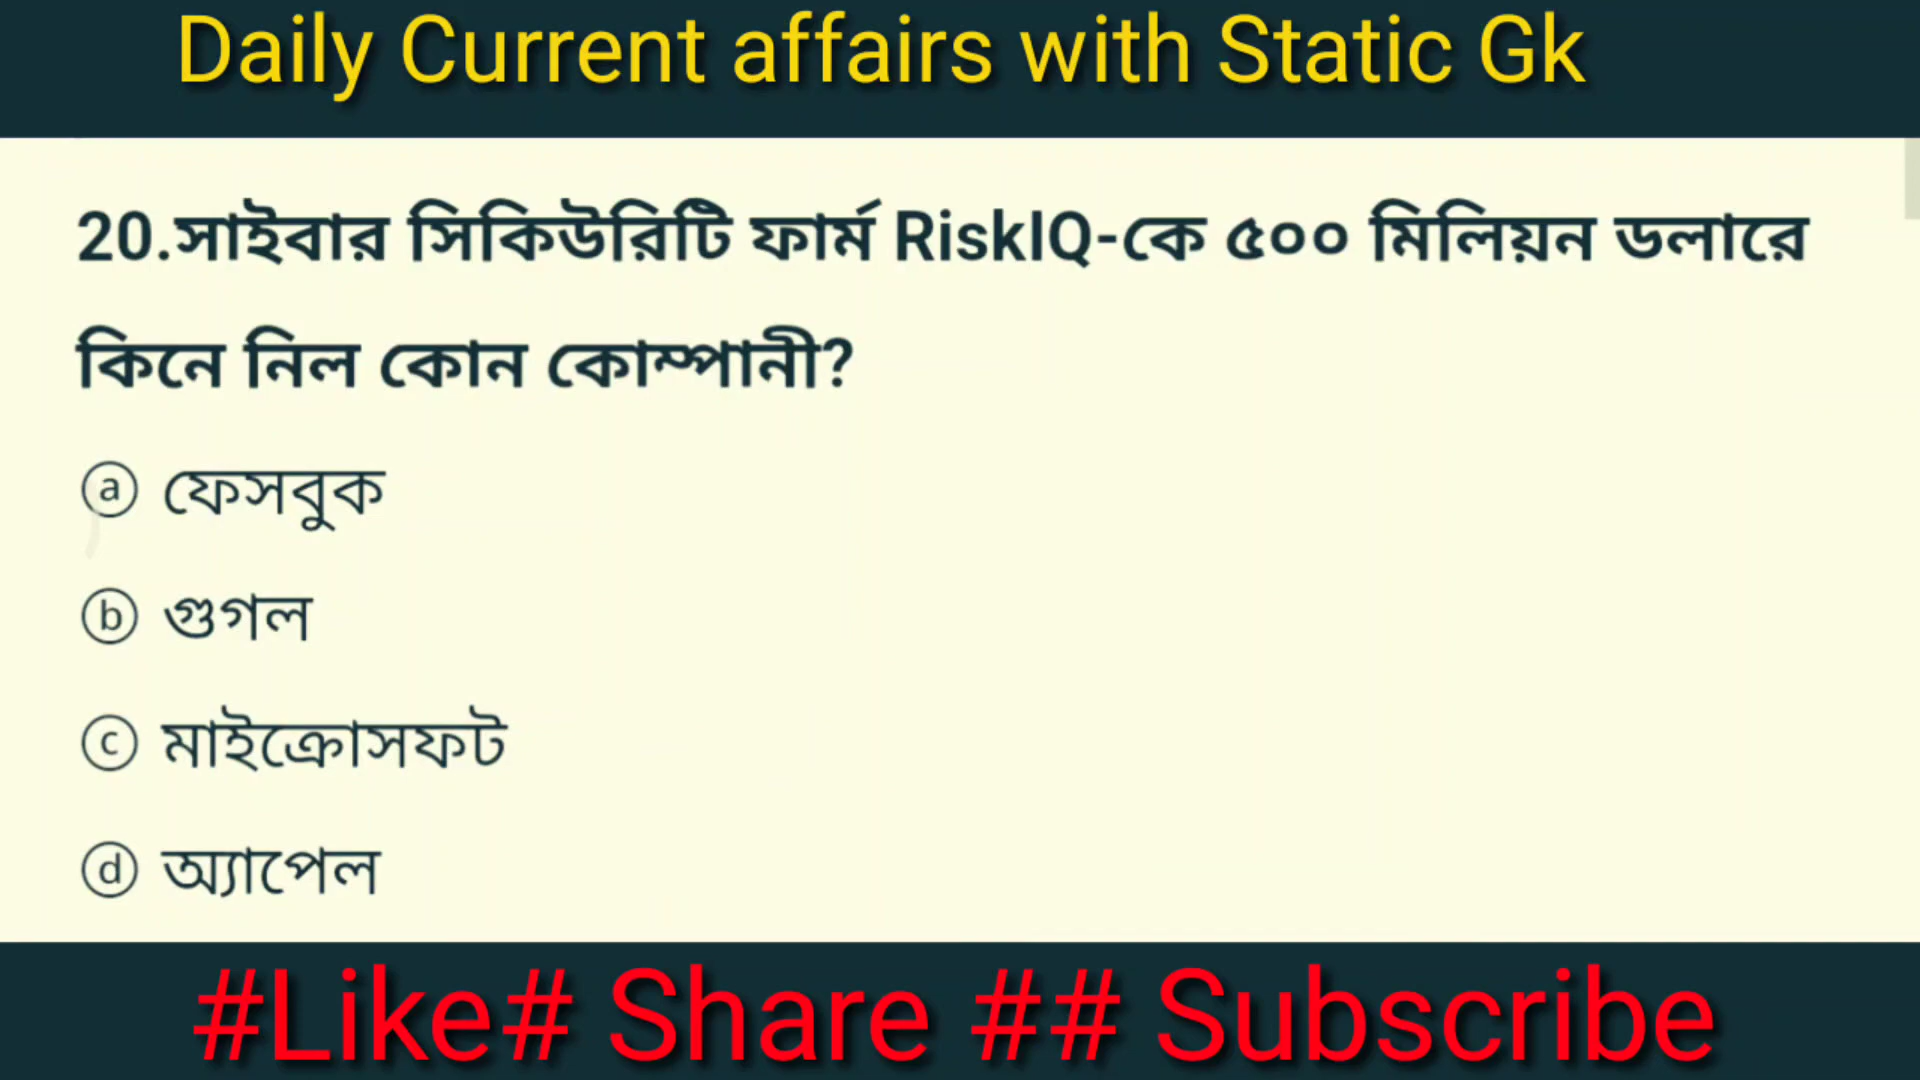 Daily Current affairs with Static Gk
20.সাইবার সিকিউরিটি ফার্ম RiskIQ-কে ৫০০ মিলিয়ন ডলারে
কিনে নিল কোন কোম্পানী?
ⓐ ফেসবুক
ⓑ গুগল
ⓒ মাইক্রোসফট
ⓓ অ্যাপেল
#Like# Share ## Subscribe